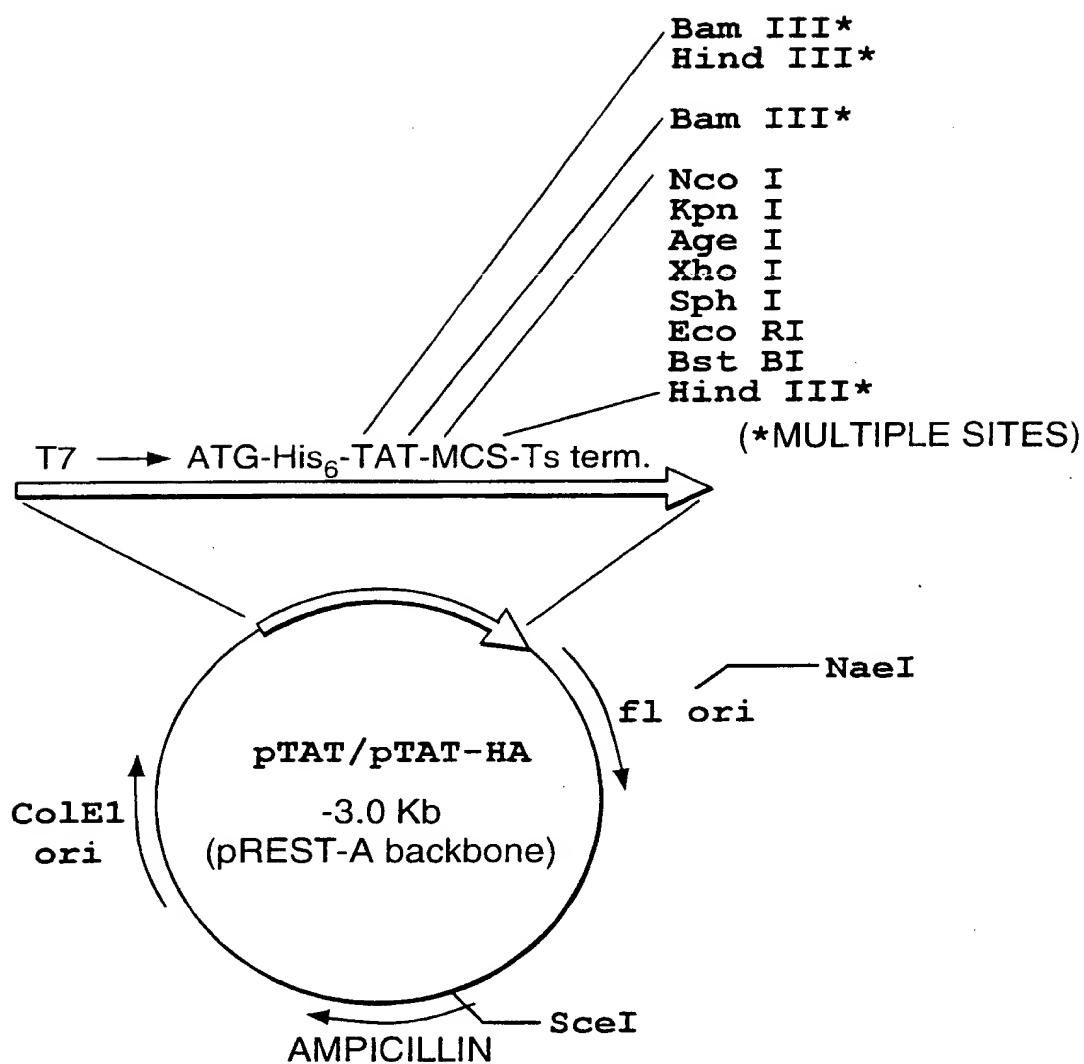 Bam III*
Hind III*
Bam III*
Nco I
Kpn I
Age I
Xho I
Sph I
Eco RI
Bst BI
Hind III*
(*MULTIPLE SITES)
T7 → ATG-His₆-TAT-MCS-Ts term.
NaeI
fl ori
pTAT/pTAT-HA
-3.0 Kb
(pREST-A backbone)
ColE1
ori
SceI
AMPICILLIN